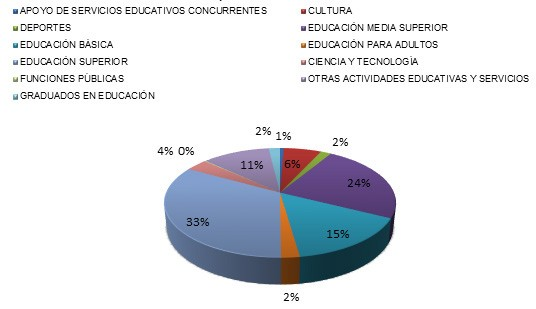 APOYO DE SERVICIOS EDUCATIVOS CONCURRENTES
CULTURA
DEPORTES
EDUCACIÓN MEDIA SUPERIOR
EDUCACIÓN BÁSICA
EDUCACIÓN PARA ADULTOS
EDUCACIÓN SUPERIOR
CIENCIA Y TECNOLOGÍA
FUNCIONES PÚBLICAS
OTRAS ACTIVIDADES EDUCATIVAS Y SERVICIOS
GRADUADOS EN EDUCACIÓN
2%
1%
4%
0%
11%
6%
2%
24%
33%
15%
2%